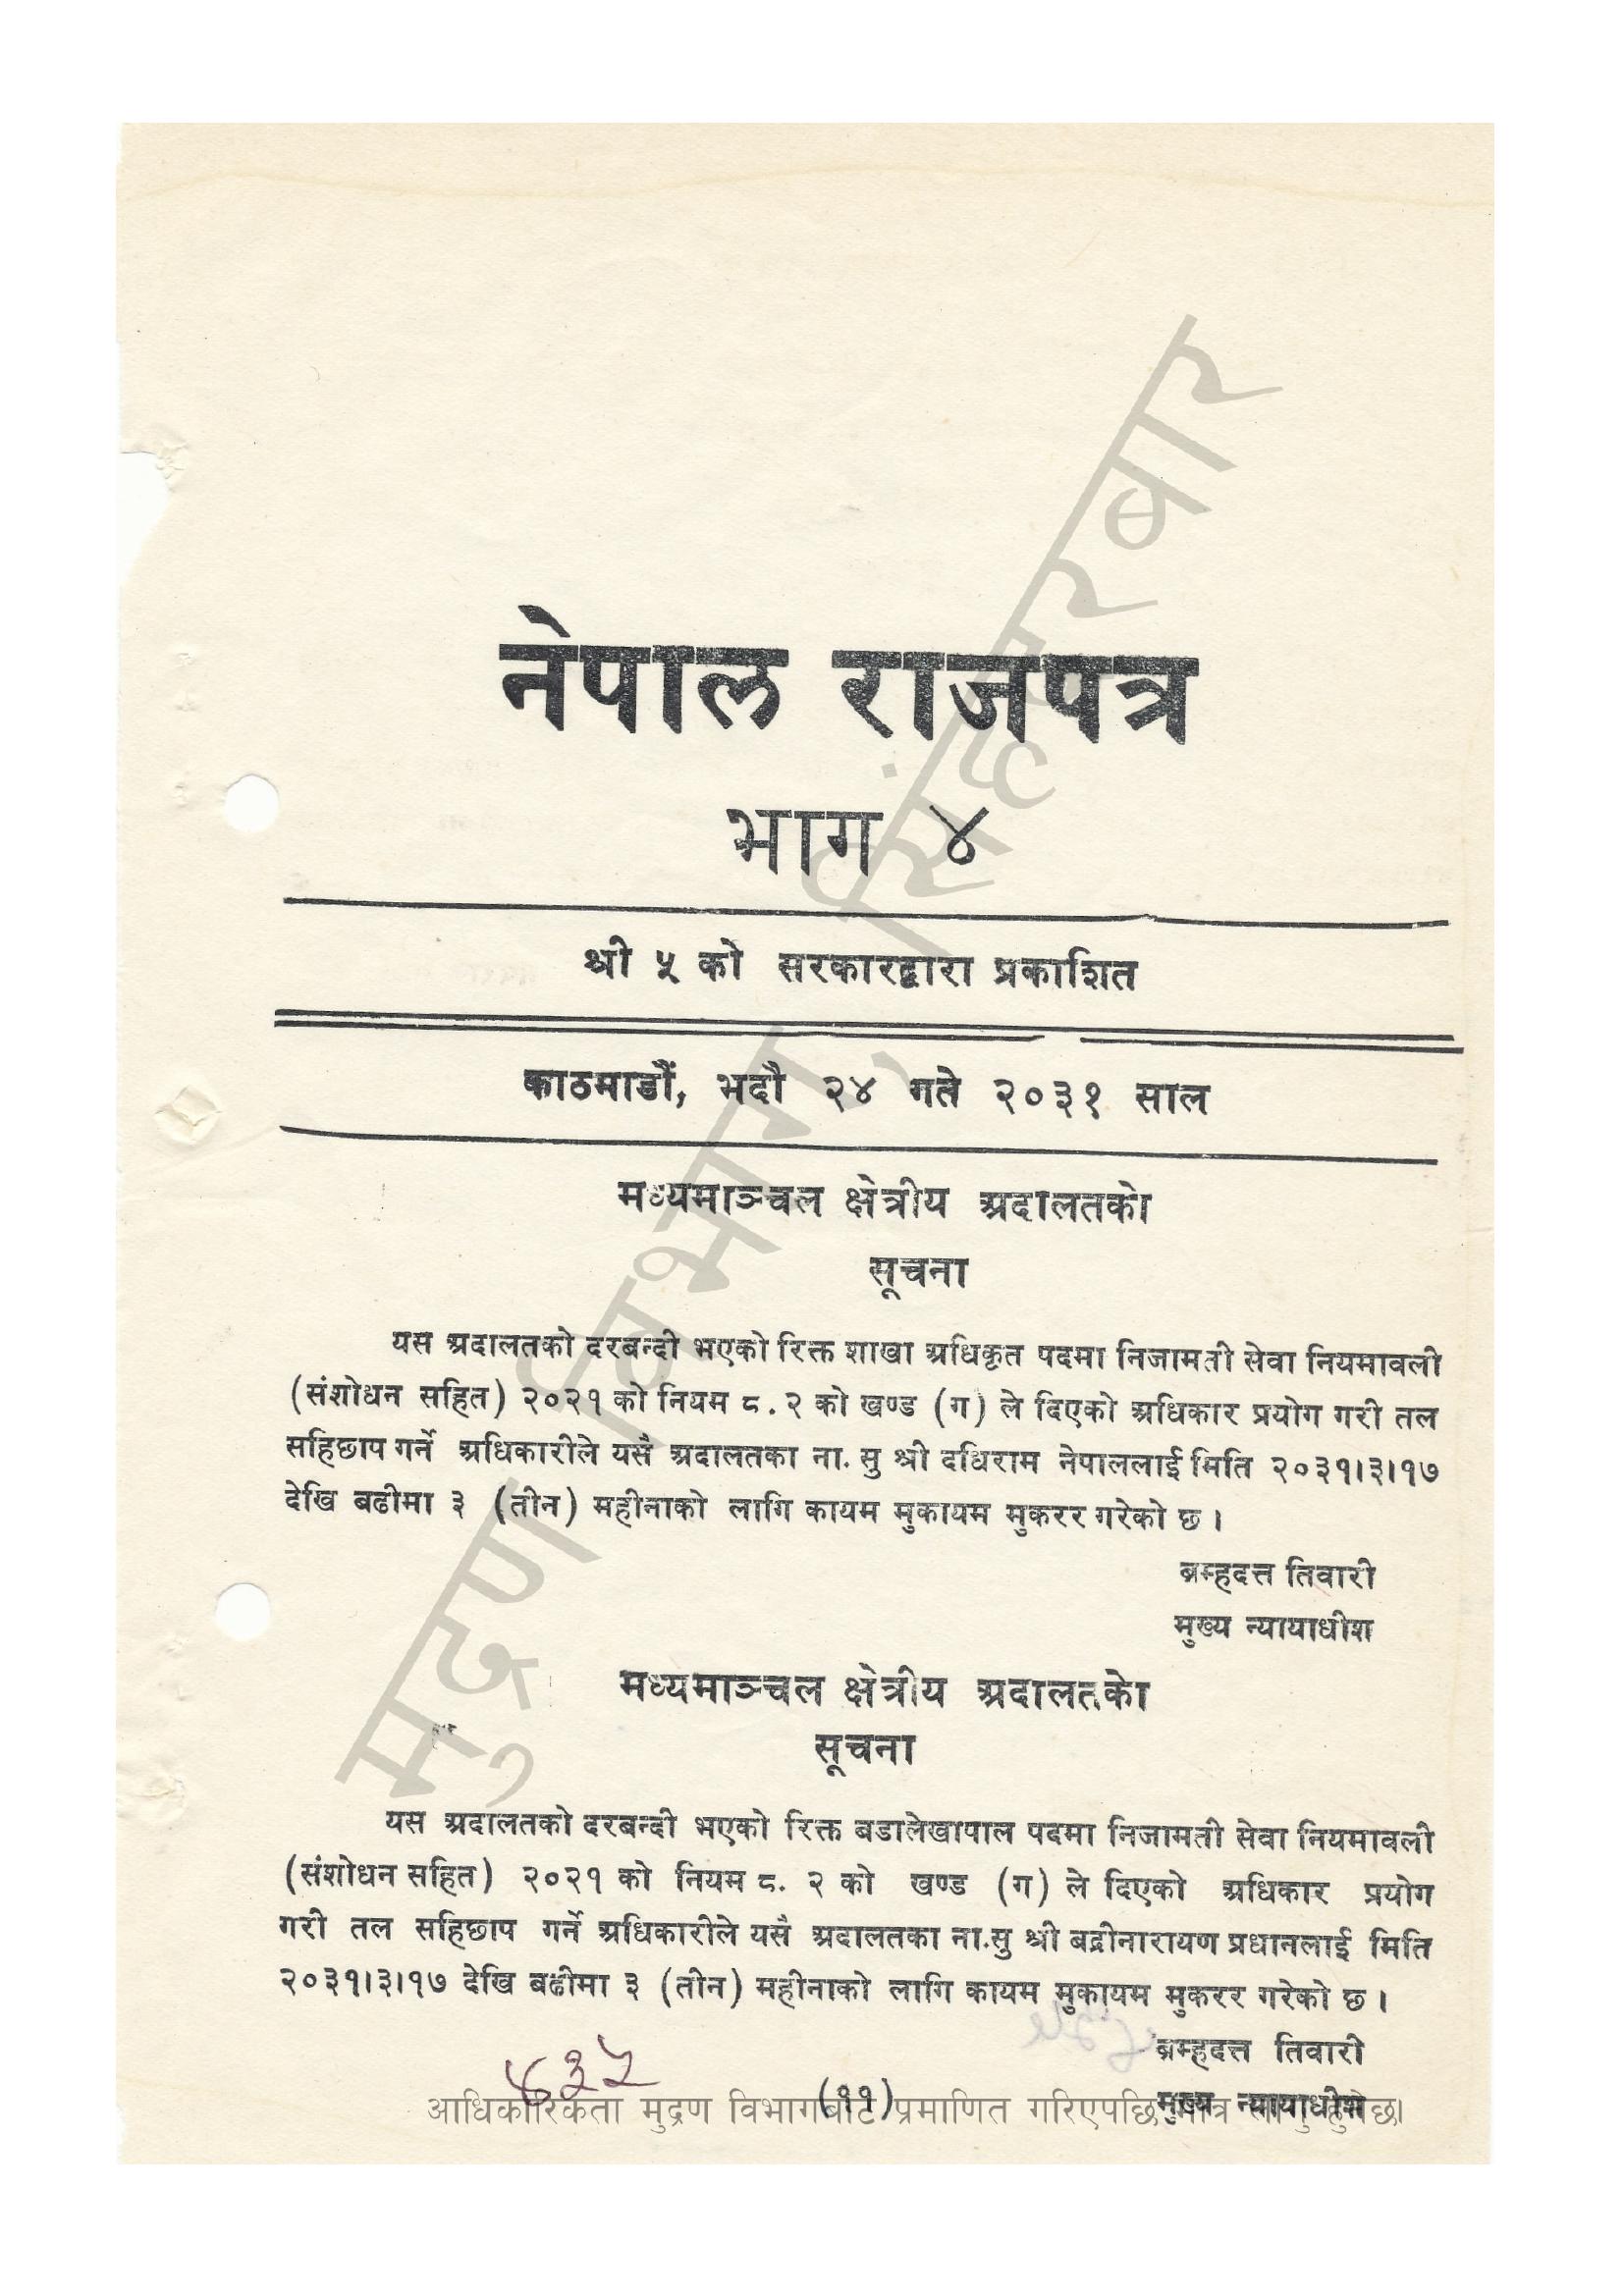 नेपाल राजपत्र
भाग ४
श्री ५ को सरकारद्वारा प्रकाशित
काठमाडौं, भदौ २४ गते २०३१ साल
मध्यमाञ्चल क्षेत्रीय अदालतको
सूचना
यस अदालतको दरबन्दी भएको रिक्त शाखा अधिकृत पदमा निजामती सेवा नियमावली
(संशोधन सहित) २०२१ को नियम ८.२ को खण्ड (ग) ले दिएको अधिकार प्रयोग गरी तल
सहिछाप गर्ने अधिकारीले यसै अदालतका ना. सु श्री दधिराम नेपाललाई मिति २०३१।३।१७
देखि बढीमा ३ (तीन) महीनाको लागि कायम मुकायम मुकरर गरेको छ ।
ब्रम्हदत्त तिवारी
मुख्य न्यायाधीश
मध्यमाञ्चल क्षेत्रीय अदालतको
सूचना
यस अदालतको दरबन्दी भएको रिक्त बडालेखापाल पदमा निजामती सेवा नियमावली
(संशोधन सहित) २०२१ को नियम ८. २ को खण्ड (ग) ले दिएको अधिकार प्रयोग
गरी तल सहिछाप गर्ने अधिकारीले यसै अदालतका ना.सु श्री बद्रीनारायण प्रधानलाई मिति
२०३१।३।१७ देखि बढीमा ३ (तीन) महीनाको लागि कायम मुकायम मुकरर गरेको छ ।
ब्रम्हदत्त तिवारी
मुख्य न्यायाधीश
(११)
आधिकारिकता मुद्रण विभागबाट प्रमाणित गरिएपछि मात्र लागु हुनेछ।
मुद्रण विभाग, सिंहदरबार